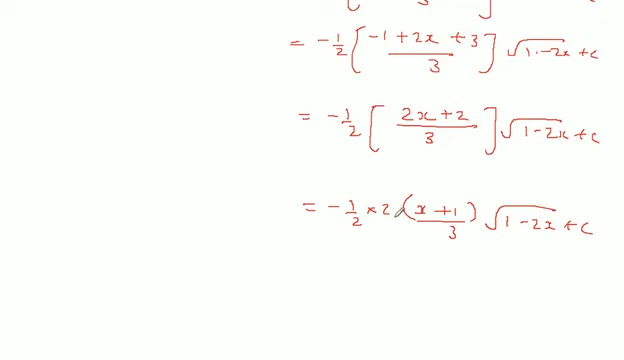 3
= -1/2 [ (-1 + 2x + 3)/3 ] √(1 - 2x) + c
= -1/2 [ (2x + 2)/3 ] √(1 - 2x) + c
= -1/2 × 2 ( (x + 1)/3 ) √(1 - 2x) + c